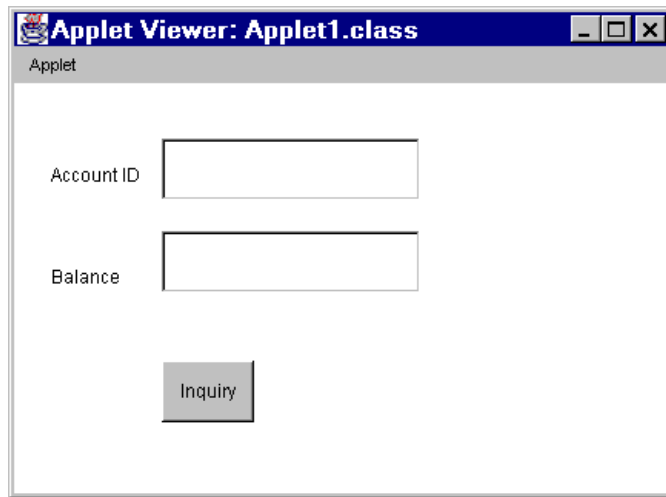 Applet Viewer: Applet1.class
Applet
Account ID
Balance
Inquiry